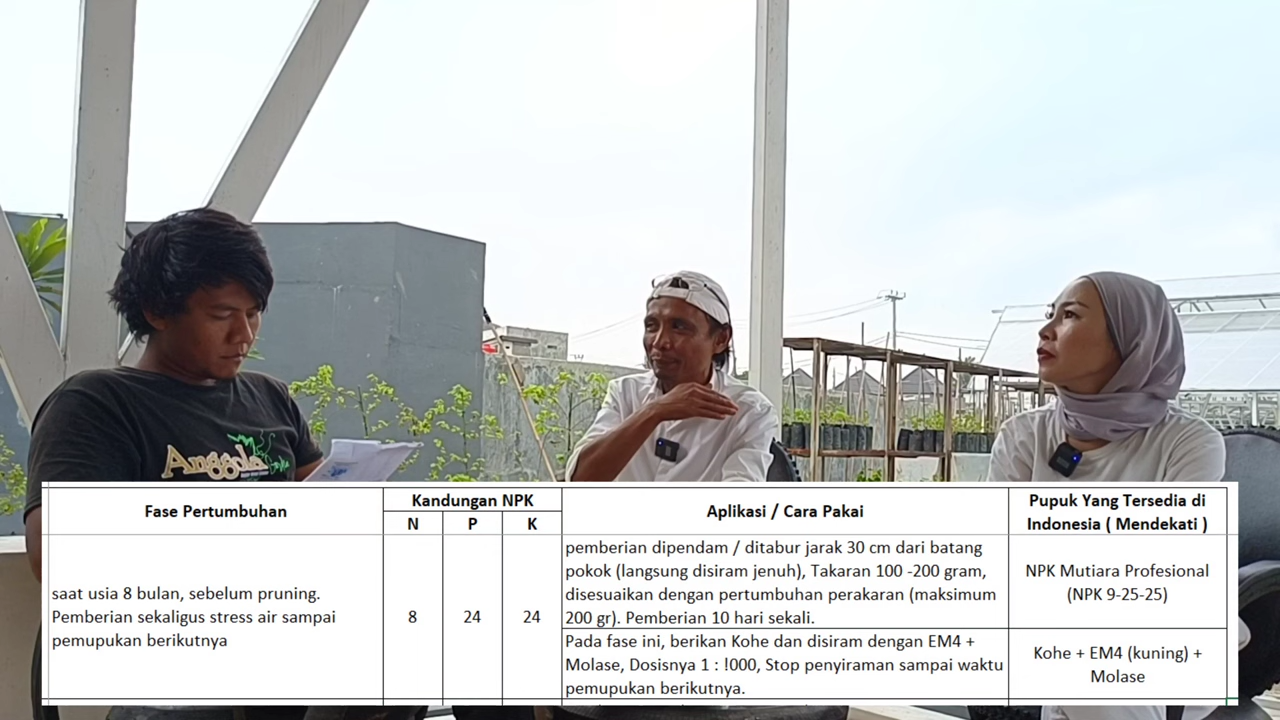 Anggola
Fase Pertumbuhan
Kandungan NPK
N
P
K
Aplikasi / Cara Pakai
Pupuk Yang Tersedia di
Indonesia ( Mendekati )
saat usia 8 bulan, sebelum pruning.
Pemberian sekaligus stress air sampai
pemupukan berikutnya
8
24
24
pemberian dipendam / ditabur jarak 30 cm dari batang
pokok (langsung disiram jenuh), Takaran 100 -200 gram,
disesuaikan dengan pertumbuhan perakaran (maksimum
200 gr). Pemberian 10 hari sekali.
NPK Mutiara Profesional
(NPK 9-25-25)
Pada fase ini, berikan Kohe dan disiram dengan EM4 +
Molase, Dosisnya 1 : !000, Stop penyiraman sampai waktu
pemupukan berikutnya.
Kohe + EM4 (kuning) +
Molase